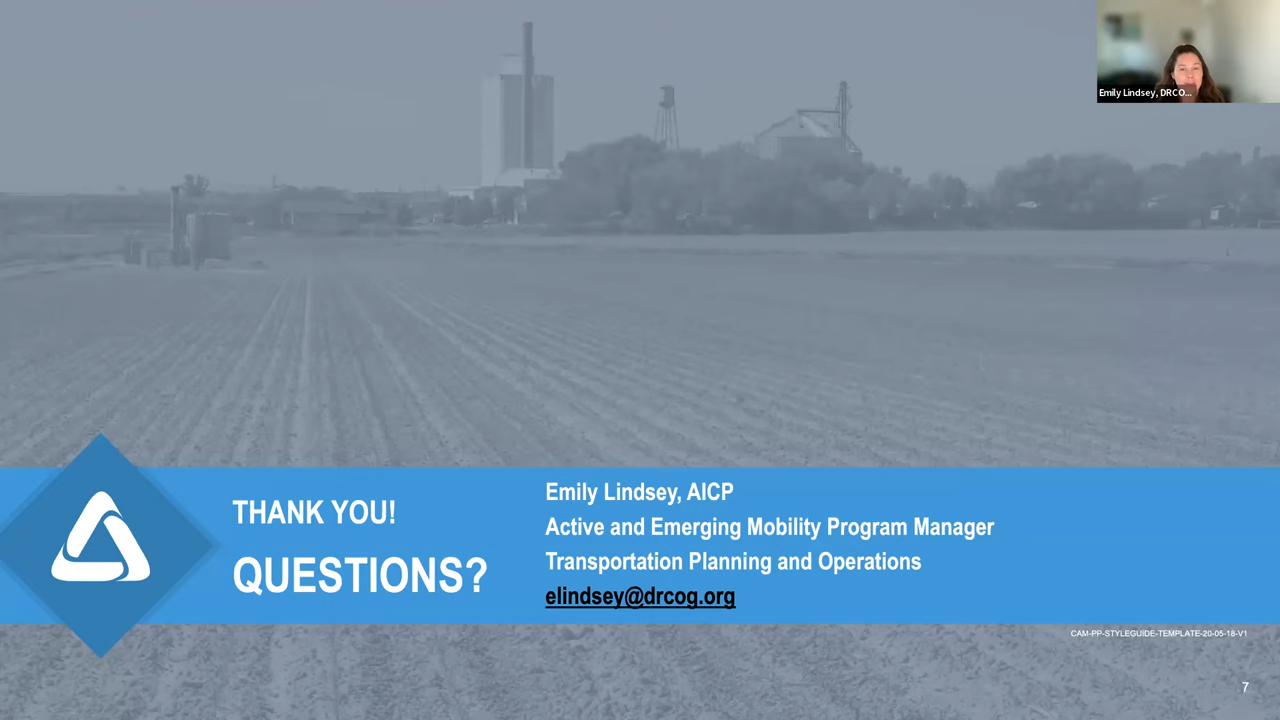 Emily Lindsey, DRCO...
THANK YOU!
QUESTIONS?
Emily Lindsey, AICP
Active and Emerging Mobility Program Manager
Transportation Planning and Operations
elindsey@drcog.org
CAM-PP-STYLEGUIDE-TEMPLATE-20-05-18-V1
7